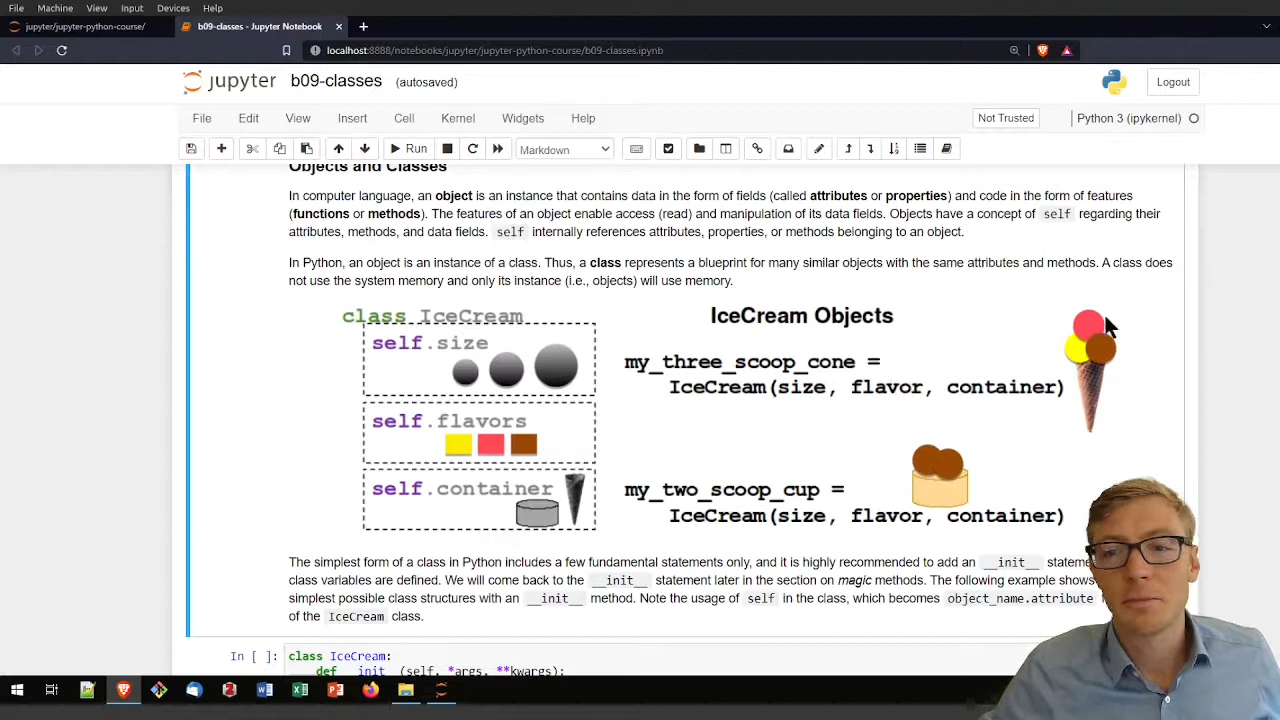 File Machine View Input Devices Help
jupyter/jupyter-python-course/
b09-classes - Jupyter Notebook
localhost:8888/notebooks/jupyter/jupyter-python-course/b09-classes.ipynb
jupyter b09-classes (autosaved)
Logout
File Edit View Insert Cell Kernel Widgets Help
Not Trusted
Python 3 (ipykernel)
Run
Markdown
Objects and Classes
In computer language, an object is an instance that contains data in the form of fields (called attributes or properties) and code in the form of features
(functions or methods). The features of an object enable access (read) and manipulation of its data fields. Objects have a concept of self regarding their
attributes, methods, and data fields. self internally references attributes, properties, or methods belonging to an object.
In Python, an object is an instance of a class. Thus, a class represents a blueprint for many similar objects with the same attributes and methods. A class does
not use the system memory and only its instance (i.e., objects) will use memory.
class IceCream
self.size
self.flavors
self.container
IceCream Objects
my_three_scoop_cone =
IceCream(size, flavor, container)
my_two_scoop_cup =
IceCream(size, flavor, container)
The simplest form of a class in Python includes a few fundamental statements only, and it is highly recommended to add an __init__ stateme
class variables are defined. We will come back to the __init__ statement later in the section on magic methods. The following example shows
simplest possible class structures with an __init__ method. Note the usage of self in the class, which becomes object_name.attribute
of the IceCream class.
In [ ]: class IceCream:
def __init__(self, *args, **kwargs):